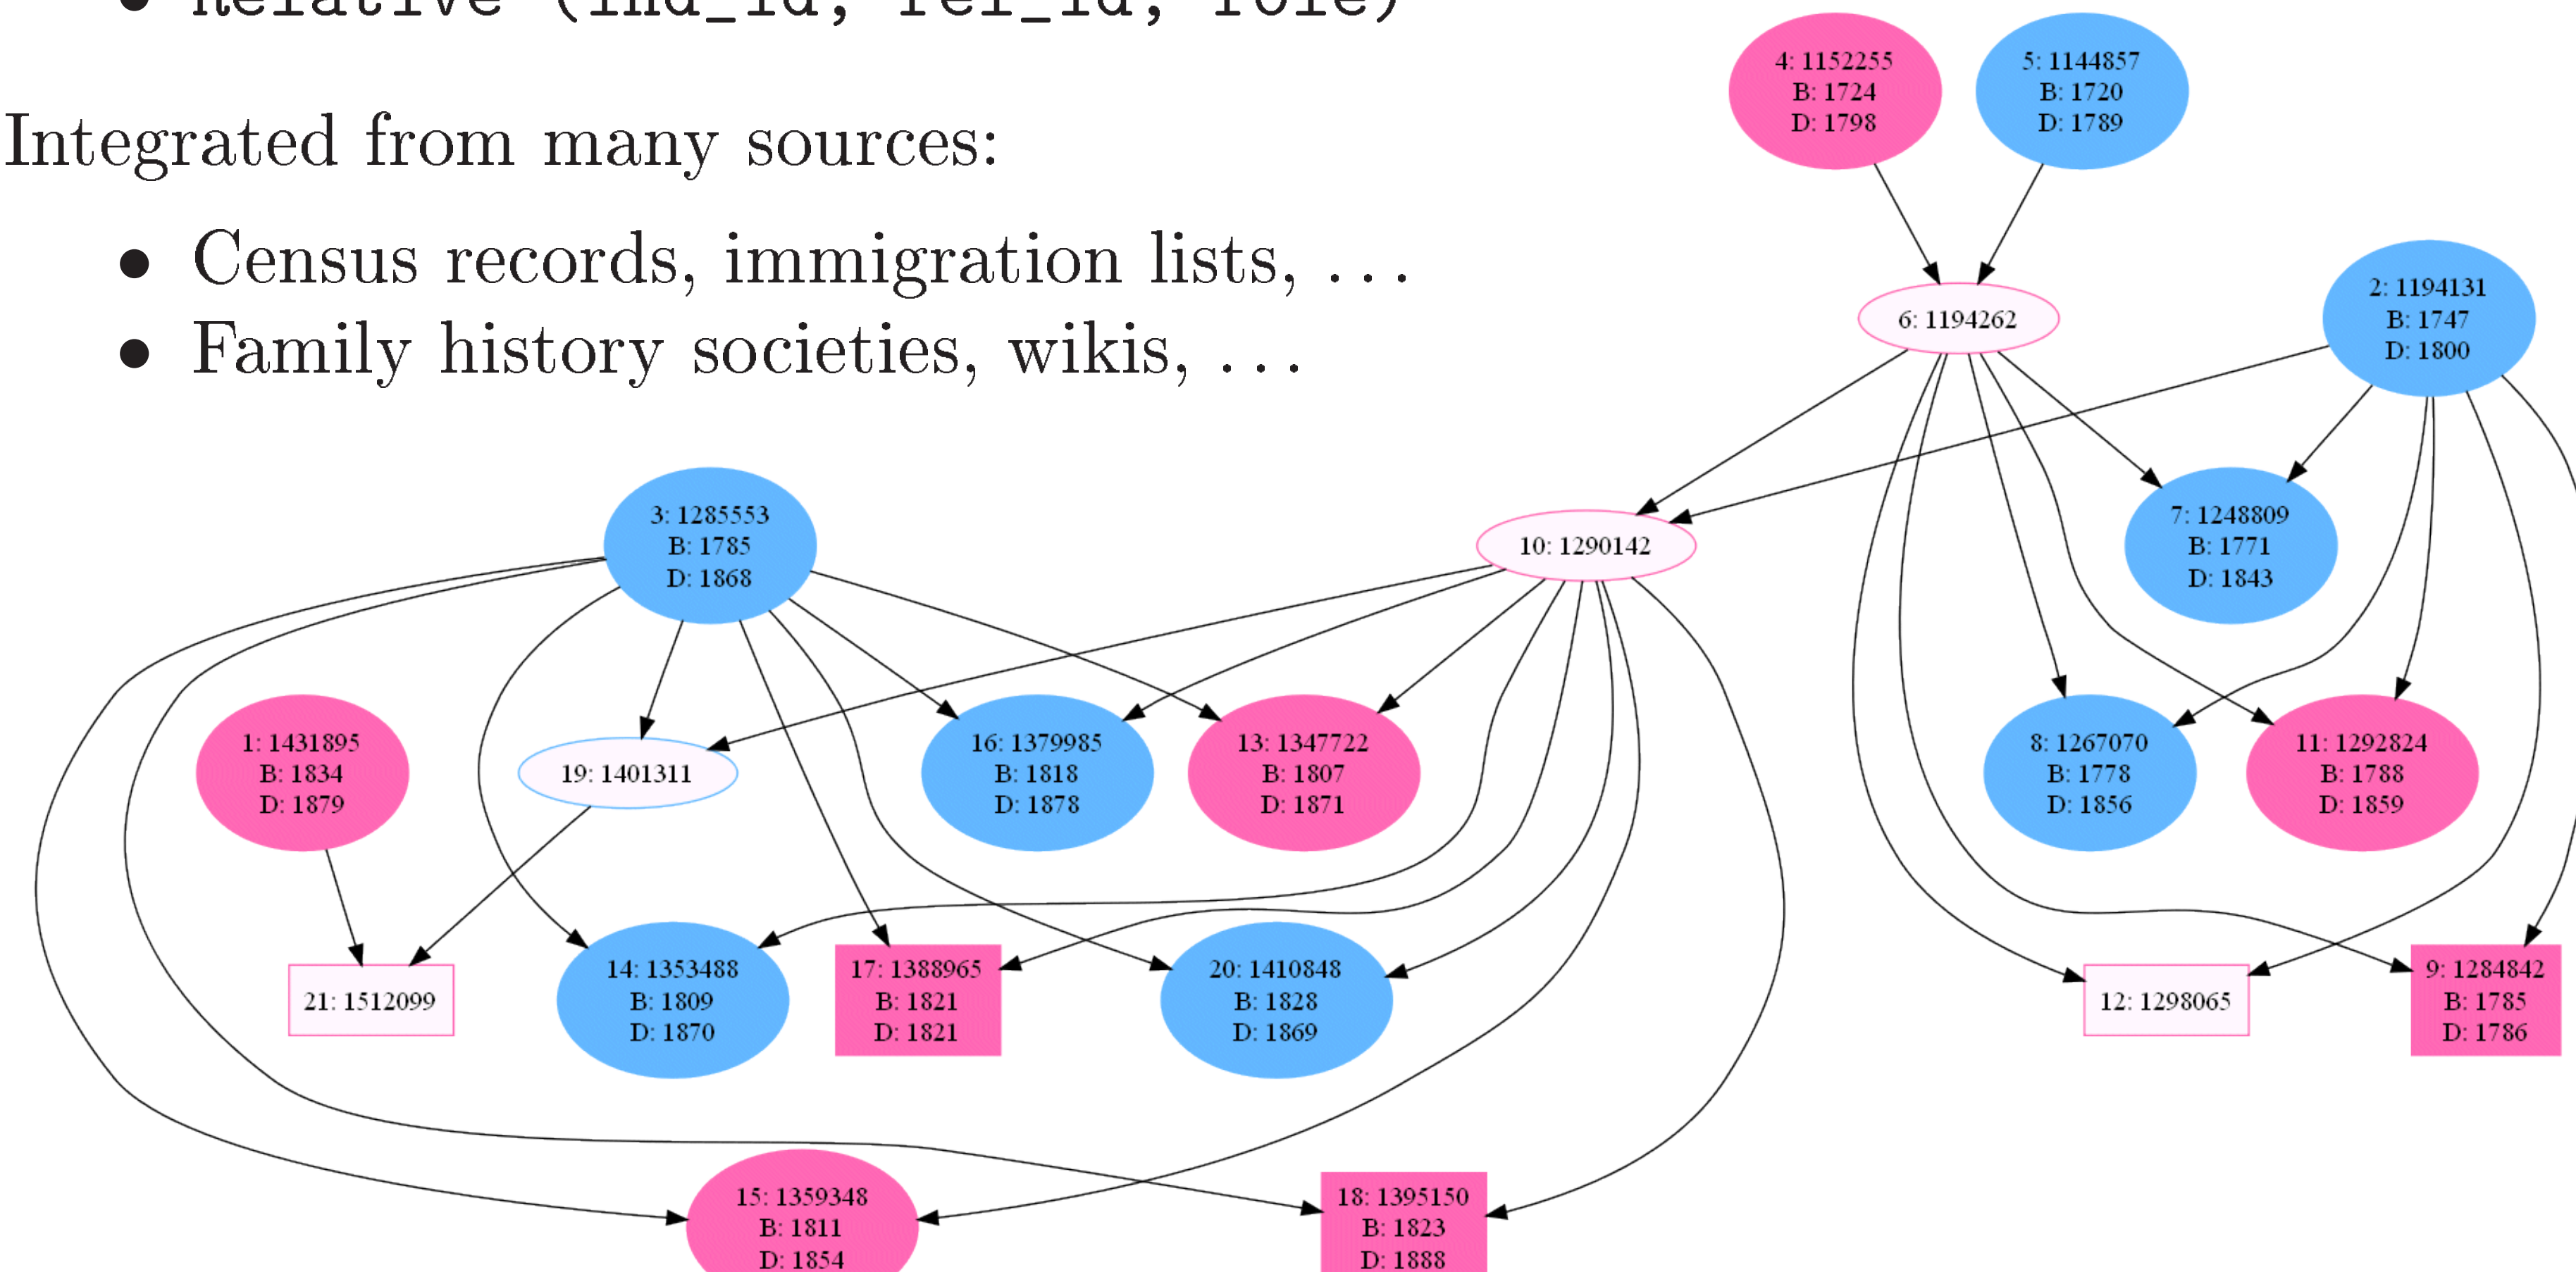 • Relative (ind_id, rel_id, role)
Integrated from many sources:
• Census records, immigration lists, ...
• Family history societies, wikis, ...
4: 1152255
B: 1724
D: 1798
5: 1144857
B: 1720
D: 1789
6: 1194262
2: 1194131
B: 1747
D: 1800
3: 1285553
B: 1785
D: 1868
10: 1290142
7: 1248809
B: 1771
D: 1843
1: 1431895
B: 1834
D: 1879
19: 1401311
16: 1379985
B: 1818
D: 1878
13: 1347722
B: 1807
D: 1871
8: 1267070
B: 1778
D: 1856
11: 1292824
B: 1788
D: 1859
21: 1512099
14: 1353488
B: 1809
D: 1870
17: 1388965
B: 1821
D: 1821
20: 1410848
B: 1828
D: 1869
12: 1298065
9: 1284842
B: 1785
D: 1786
15: 1359348
B: 1811
D: 1854
18: 1395150
B: 1823
D: 1888